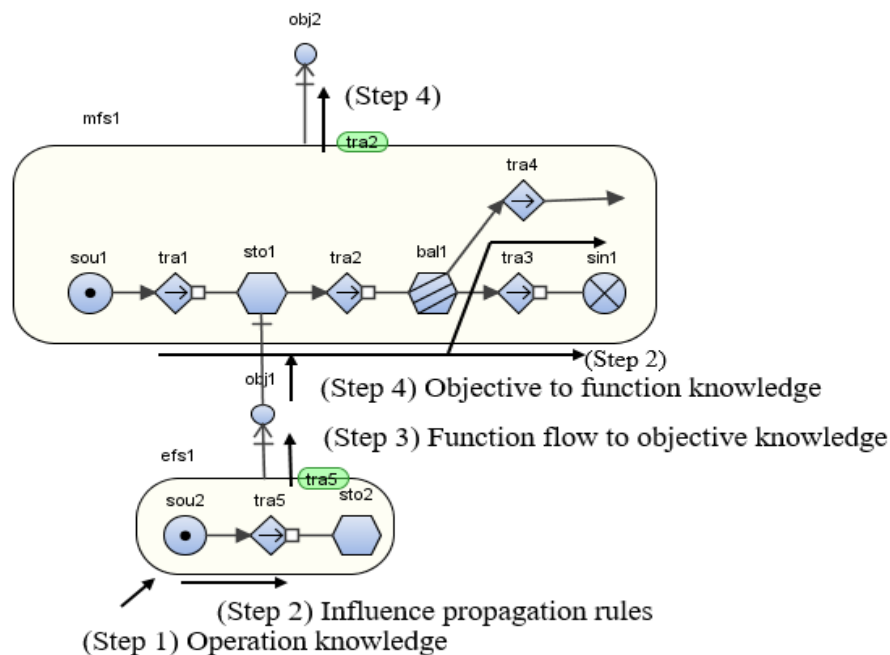 obj2
(Step 4)
mfs1
tra2
tra4
sou1 tra1 sto1 tra2 bal1 tra3 sin1
(Step 2)
obj1
(Step 4) Objective to function knowledge
(Step 3) Function flow to objective knowledge
efs1
tra5
sou2 tra5 sto2
(Step 2) Influence propagation rules
(Step 1) Operation knowledge